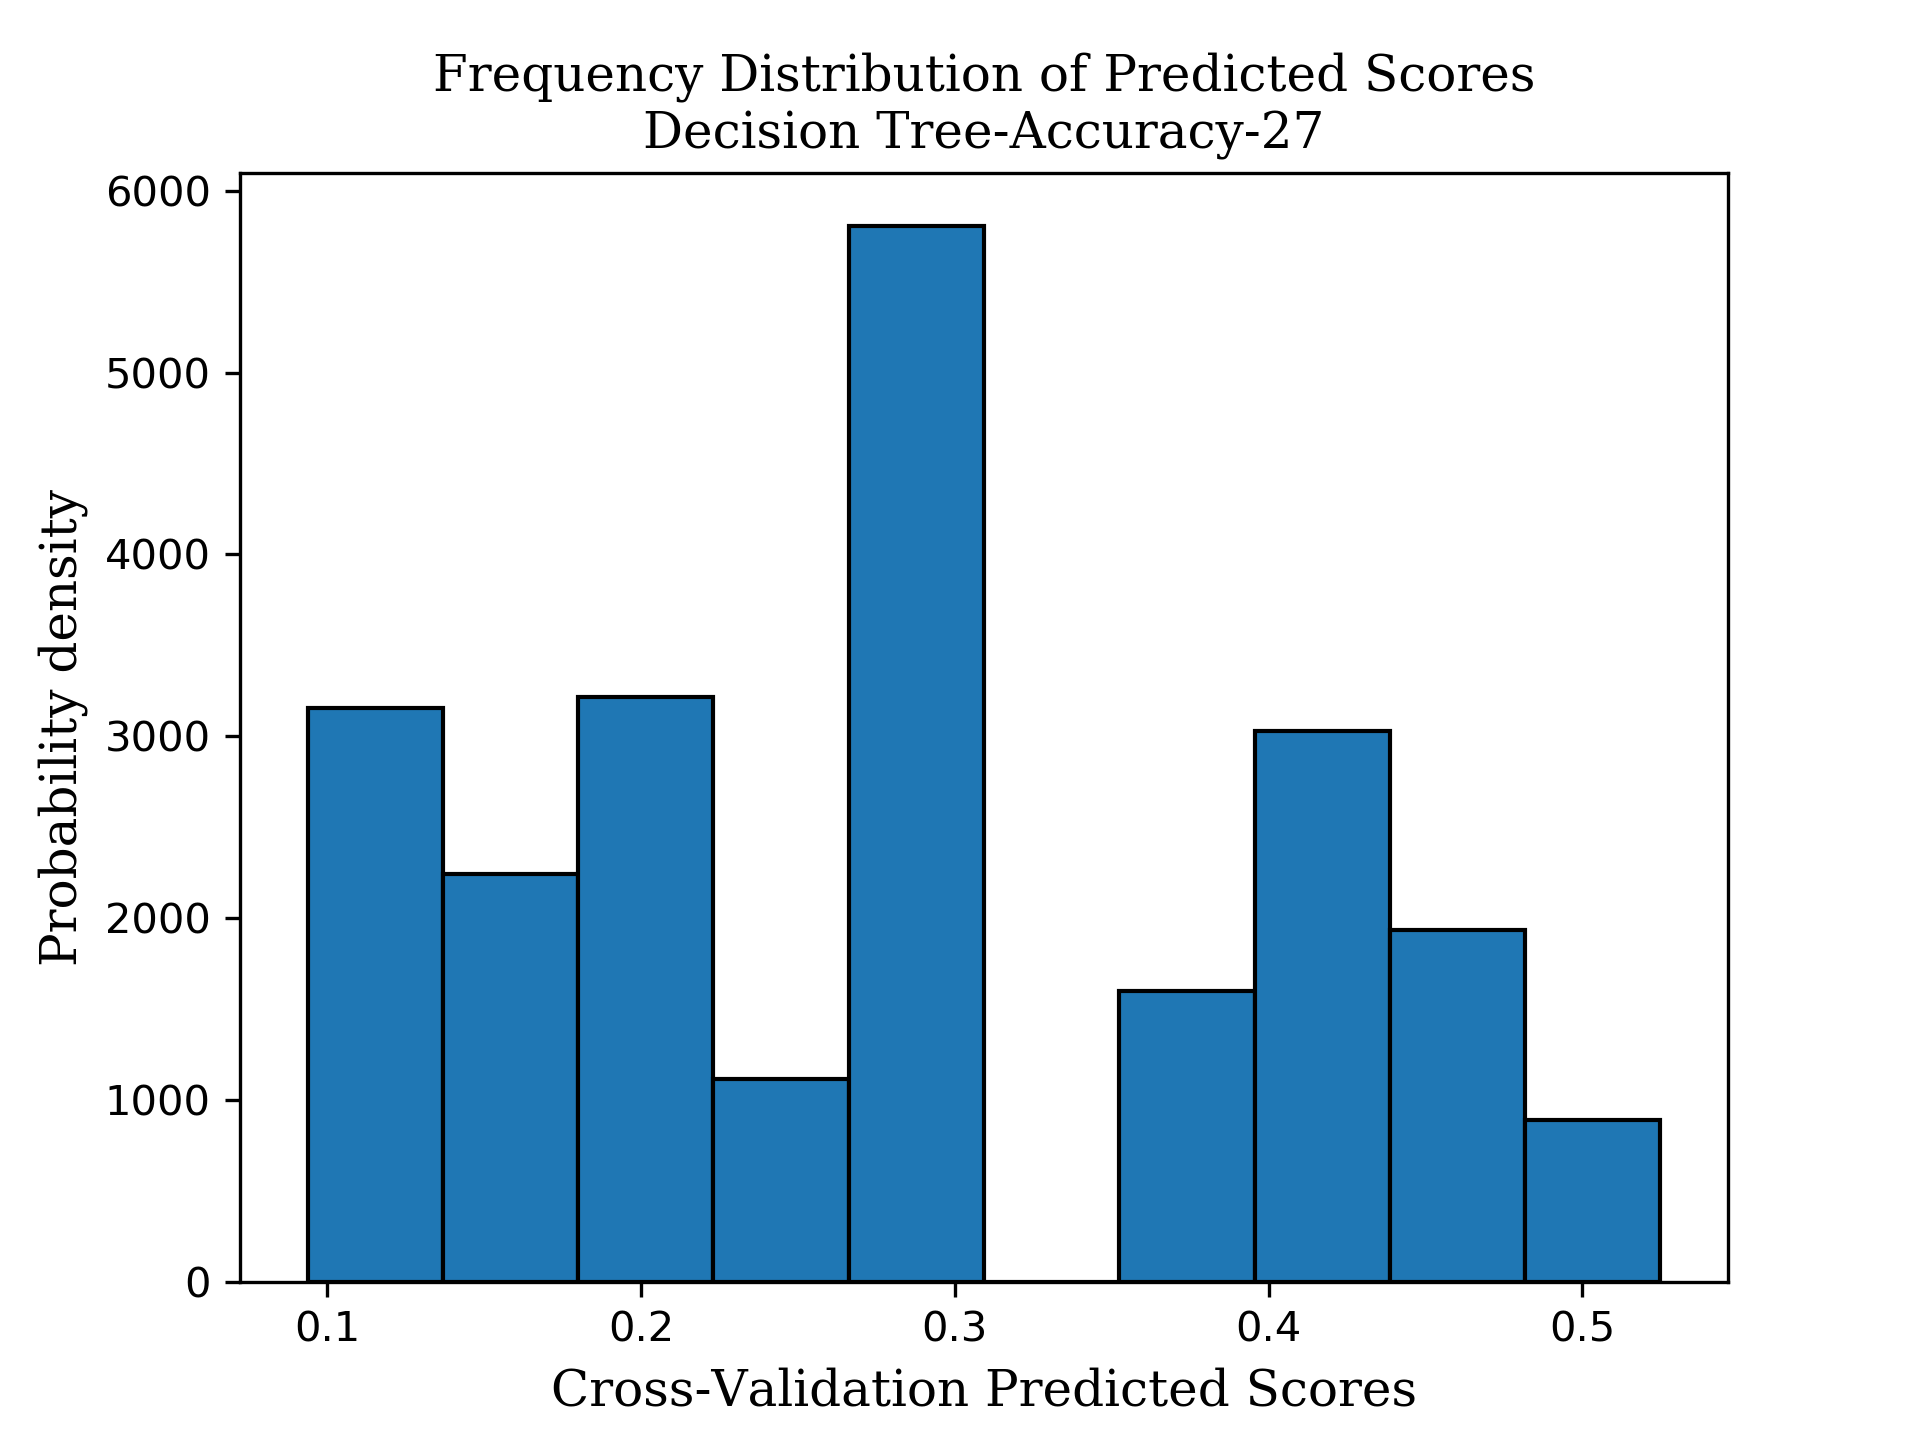 Frequency Distribution of Predicted Scores
Decision Tree-Accuracy-27
Probability density
6000
5000
4000
3000
2000
1000
0
0.1 0.2 0.3 0.4 0.5
Cross-Validation Predicted Scores